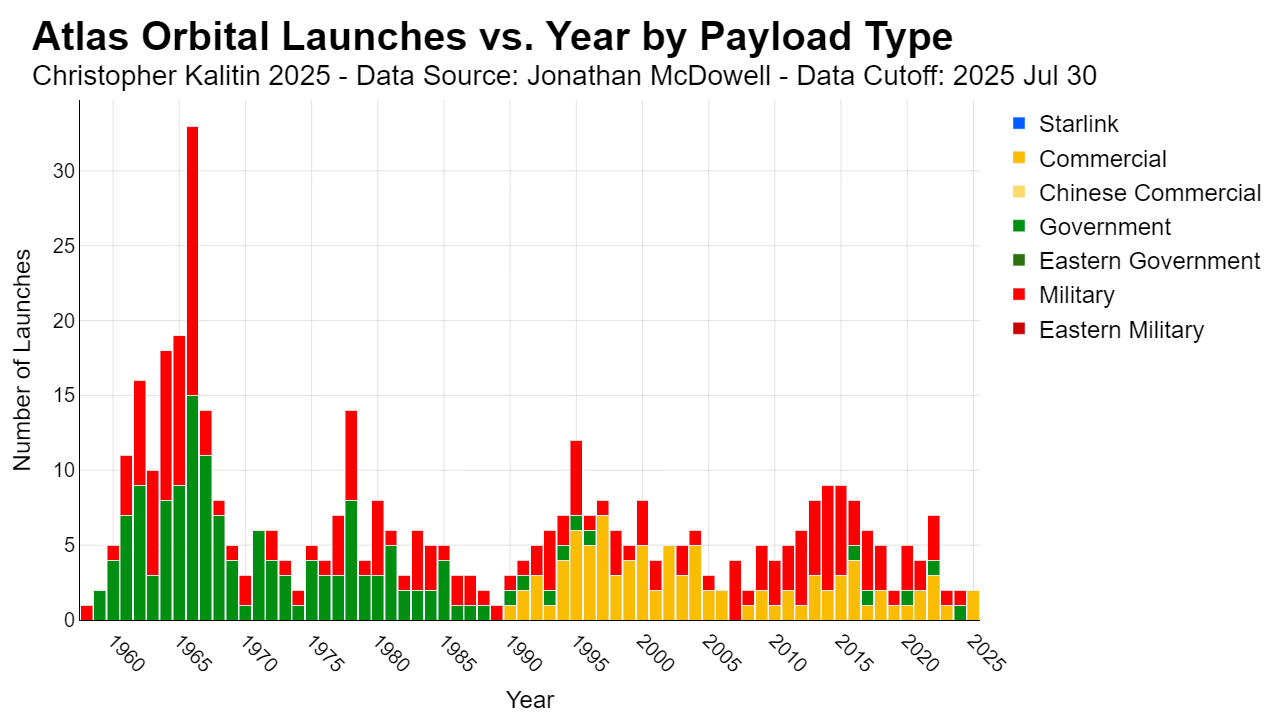 Atlas Orbital Launches vs. Year by Payload Type
Christopher Kalitin 2025 - Data Source: Jonathan McDowell - Data Cutoff: 2025 Jul 30
Starlink
Commercial
Chinese Commercial
Government
Eastern Government
Military
Eastern Military
Number of Launches
30
25
20
15
10
5
0
1960
1965
1970
1975
1980
1985
1990
1995
2000
2005
2010
2015
2020
2025
Year